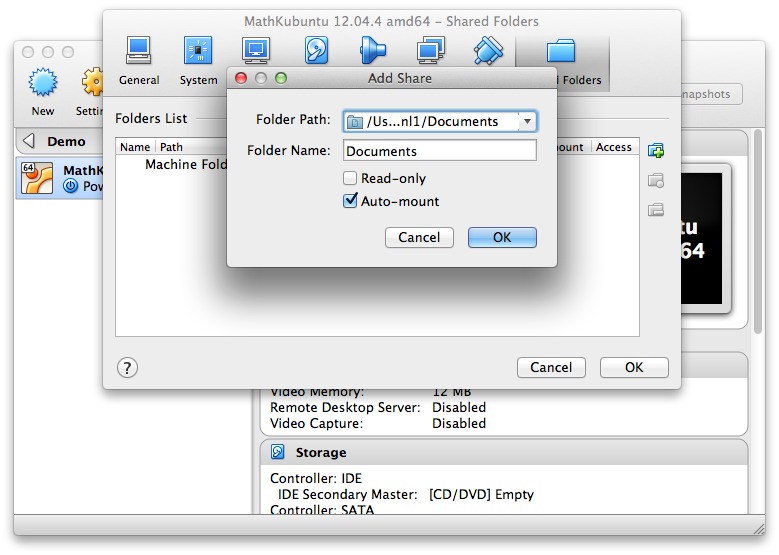 MathKubuntu 12.04.4 amd64 – Shared Folders
General
System
Folders
New
Settin
napshots
Add Share
Folder Path:
/Us...nl1/Documents
Folder Name:
Documents
Read-only
Auto-mount
Cancel
OK
Folders List
Name
Path
ount
Access
Machine Fold
Demo
64
MathK
Pow
tu
64
?
Cancel
OK
Video Memory: 12 MB
Remote Desktop Server: Disabled
Video Capture: Disabled
Storage
Controller: IDE
IDE Secondary Master: [CD/DVD] Empty
Controller: SATA